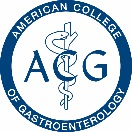 AMERICAN COLLEGE
ACG
OF GASTROENTEROLOGY